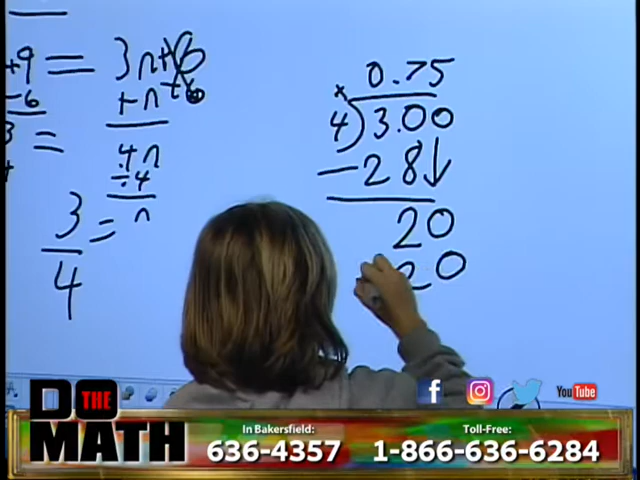 +9 = 3n+6
-6 +n +6
3 = 4n
÷4
n
3/4 =
0.75
×
4)3.00
-28↓
20
20
DO THE MATH
In Bakersfield:
636-4357
Toll-Free:
1-866-636-6284
f
YouTube